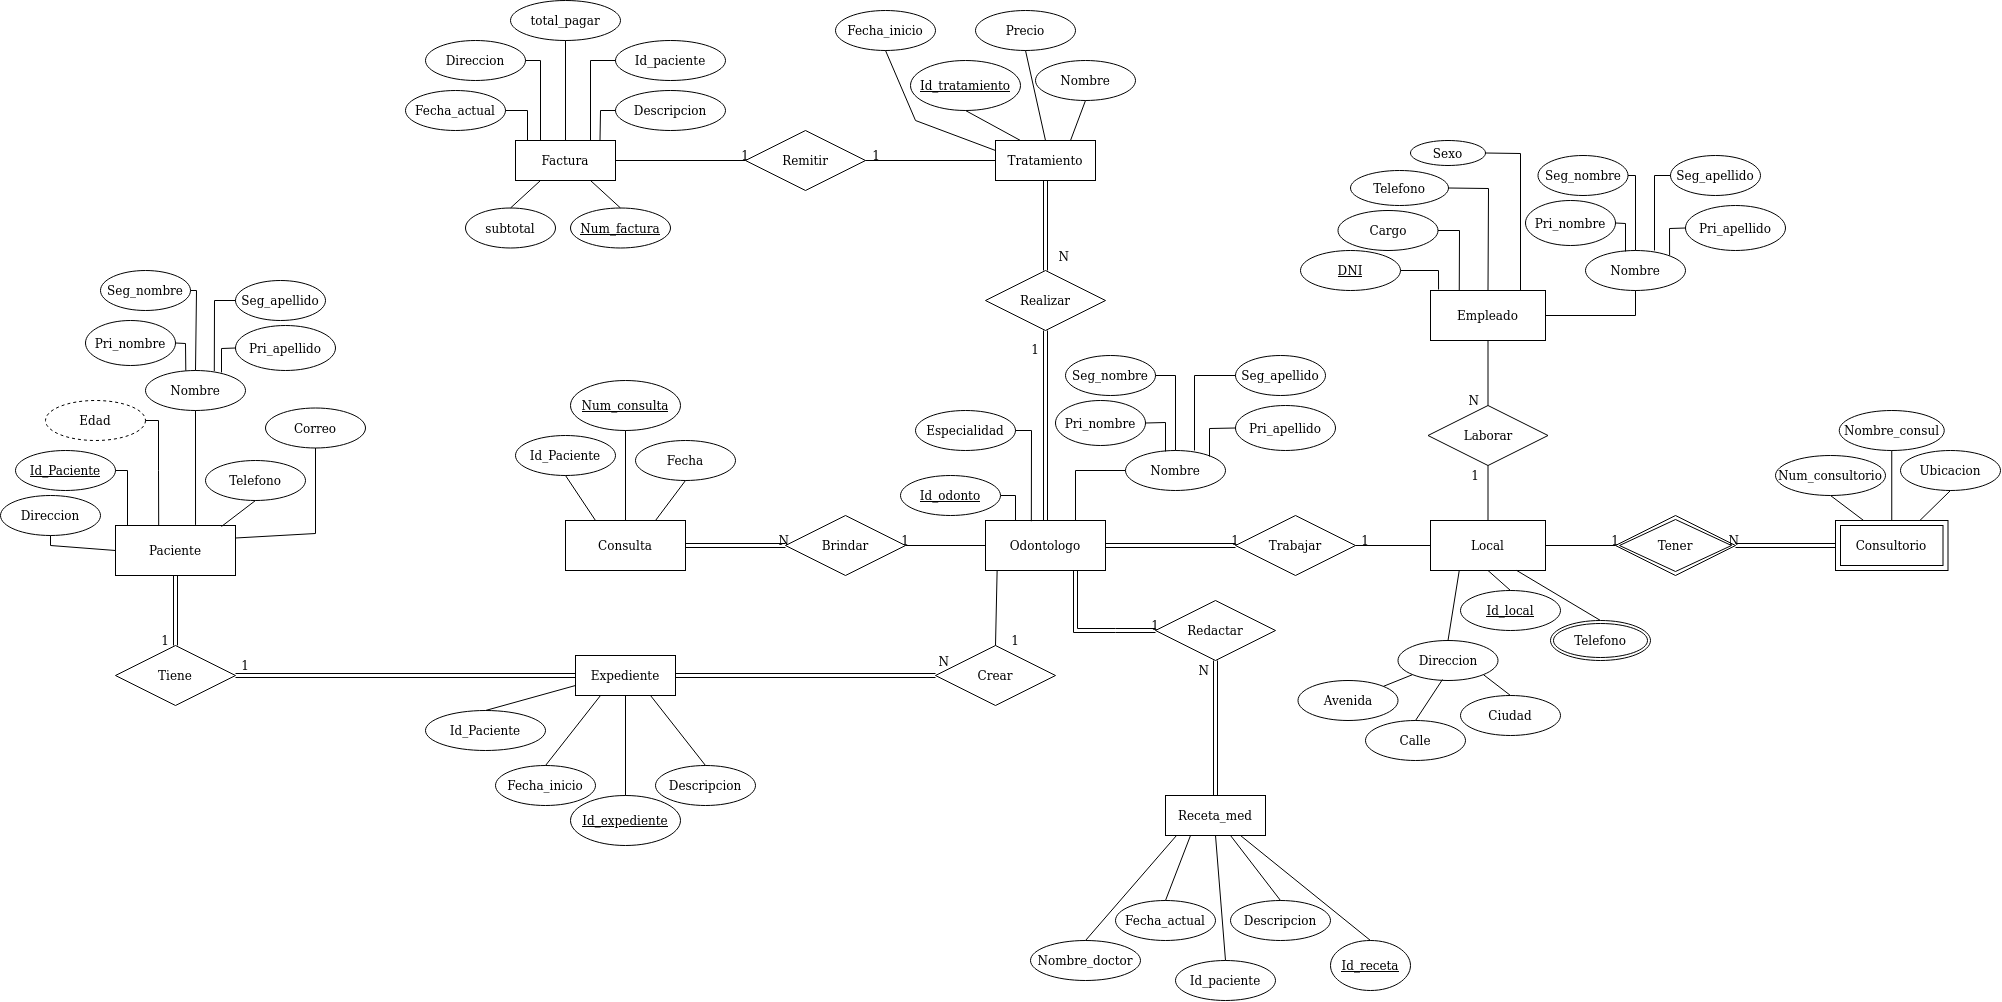 total_pagar
Direccion
Id_paciente
Fecha_actual
Descripcion
Factura
subtotal
Num_factura
1
Remitir
1
Fecha_inicio
Precio
Id_tratamiento
Nombre
Tratamiento
N
Realizar
1
Sexo
Telefono
Cargo
DNI
Seg_nombre
Seg_apellido
Pri_nombre
Pri_apellido
Nombre
Empleado
N
Laborar
1
Seg_nombre
Seg_apellido
Pri_nombre
Pri_apellido
Nombre
Edad
Correo
Id_Paciente
Telefono
Direccion
Paciente
1
Tiene
1
Num_consulta
Id_Paciente
Fecha
Consulta
N
Brindar
1
Seg_nombre
Seg_apellido
Pri_nombre
Pri_apellido
Nombre
Especialidad
Id_odonto
Odontologo
1
Trabajar
1
Local
1
Tener
N
Nombre_consul
Num_consultorio
Ubicacion
Consultorio
Id_local
Telefono
Direccion
Avenida
Calle
Ciudad
1
Redactar
N
1
Crear
N
Expediente
Id_Paciente
Fecha_inicio
Descripcion
Id_expediente
Receta_med
Fecha_actual
Descripcion
Nombre_doctor
Id_paciente
Id_receta